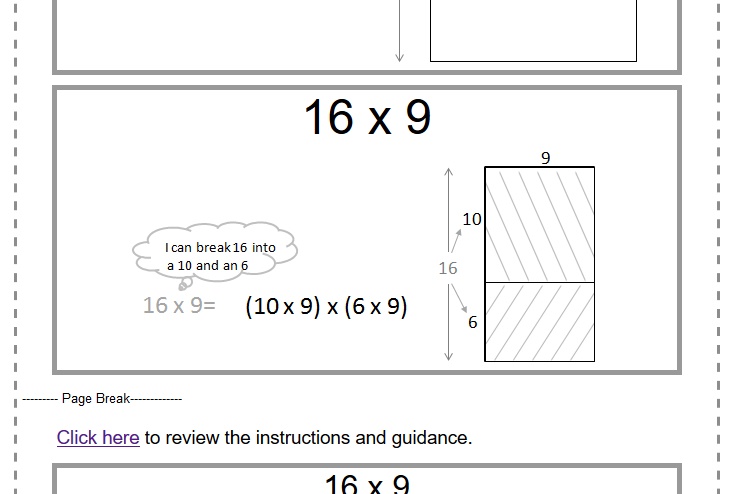 16 x 9
9
10
I can break 16 into
a 10 and an 6
16
16 x 9= (10 x 9) x (6 x 9)
6
--------- Page Break-------------
Click here to review the instructions and guidance.
16 x 9